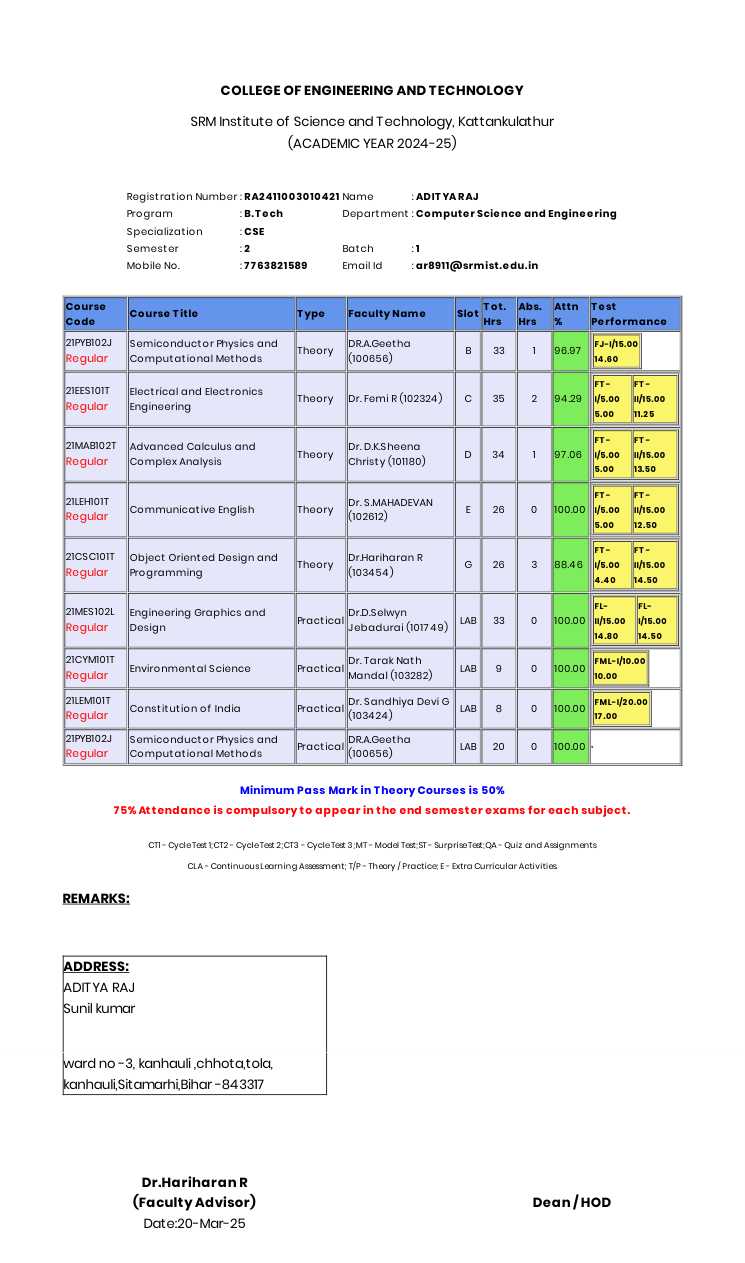 COLLEGE OF ENGINEERING AND TECHNOLOGY
SRM Institute of Science and Technology, Kattankulathur
(ACADEMIC YEAR 2024-25)
Registration Number : RA2411003010421 Name : ADITYA RAJ
Program : B.Tech Department : Computer Science and Engineering
Specialization : CSE
Semester : 2 Batch : 1
Mobile No. : 7763821589 Email Id : ar8911@srmist.edu.in
Course Code Course Title Type Faculty Name Slot Tot. Hrs Abs. Hrs Attn % Test Performance
21PYB102J Regular Semiconductor Physics and Computational Methods Theory DR.A.Geetha (100656) B 33 1 96.97 FJ-I/15.00 14.60
21EES101T Regular Electrical and Electronics Engineering Theory Dr. Femi R (102324) C 35 2 94.29 FT-I/5.00 5.00 FT-II/15.00 11.25
21MAB102T Regular Advanced Calculus and Complex Analysis Theory Dr. D.K.Sheena Christy (101180) D 34 1 97.06 FT-I/5.00 5.00 FT-II/15.00 13.50
21LEH101T Regular Communicative English Theory Dr. S.MAHADEVAN (102612) E 26 0 100.00 FT-I/5.00 5.00 FT-II/15.00 12.50
21CSC101T Regular Object Oriented Design and Programming Theory Dr.Hariharan R (103454) G 26 3 88.46 FT-I/5.00 4.40 FT-II/15.00 14.50
21MES102L Regular Engineering Graphics and Design Practical Dr.D.Selwyn Jebadurai (101749) LAB 33 0 100.00 FL-II/15.00 14.80 FL-I/15.00 14.50
21CYM101T Regular Environmental Science Practical Dr. Tarak Nath Mandal (103282) LAB 9 0 100.00 FML-I/10.00 10.00
21LEM101T Regular Constitution of India Practical Dr. Sandhiya Devi G (103424) LAB 8 0 100.00 FML-I/20.00 17.00
21PYB102J Regular Semiconductor Physics and Computational Methods Practical DR.A.Geetha (100656) LAB 20 0 100.00 -
Minimum Pass Mark in Theory Courses is 50%
75% Attendance is compulsory to appear in the end semester exams for each subject.
CT1 - Cycle Test 1;CT2 - Cycle Test 2;CT3 - Cycle Test 3;MT - Model Test;ST - Surprise Test;QA - Quiz and Assignments
CLA - Continuous Learning Assessment; T/P - Theory / Practice; E - Extra Curricular Activities.
REMARKS:
ADDRESS:
ADITYA RAJ
Sunil kumar
ward no -3, kanhauli ,chhota,tola,
kanhauli,Sitamarhi,Bihar -843317
Dr.Hariharan R
(Faculty Advisor) Dean / HOD
Date:20-Mar-25